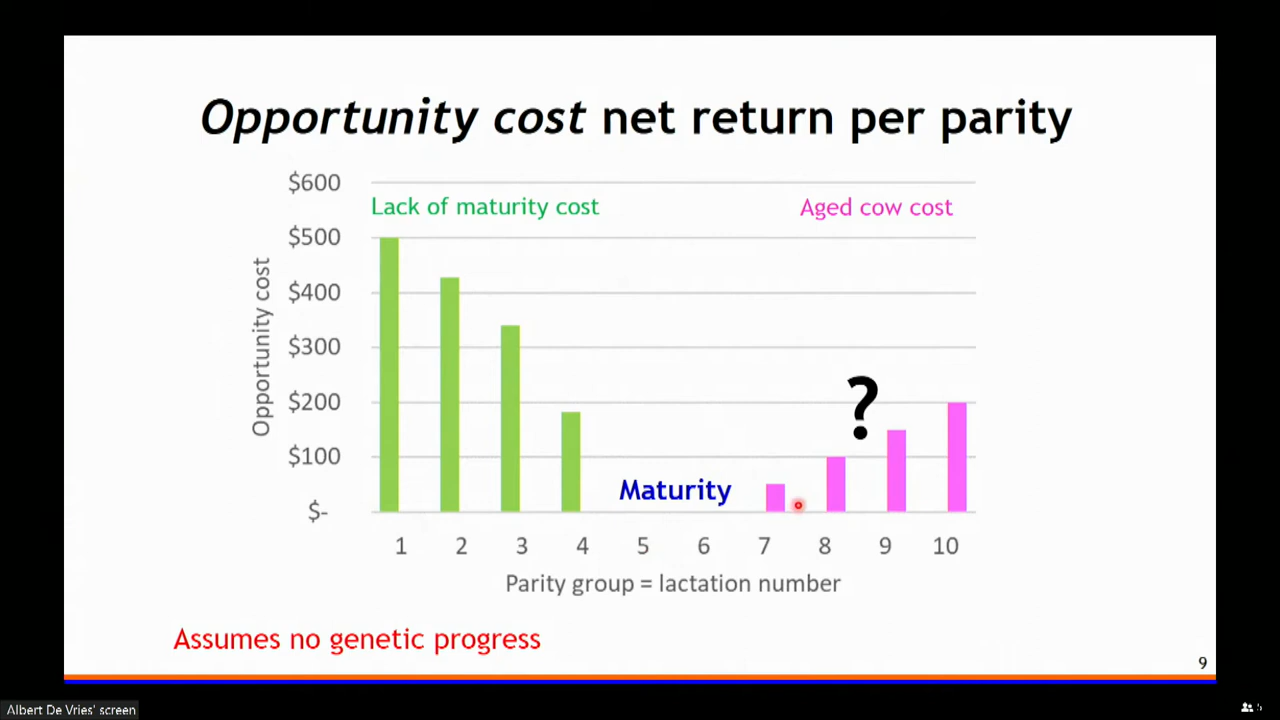 Opportunity cost net return per parity
$600
Lack of maturity cost
Aged cow cost
$500
$400
$300
$200
$100
$-
Opportunity cost
?
Maturity
1 2 3 4 5 6 7 8 9 10
Parity group = lactation number
Assumes no genetic progress
9
Albert De Vries' screen